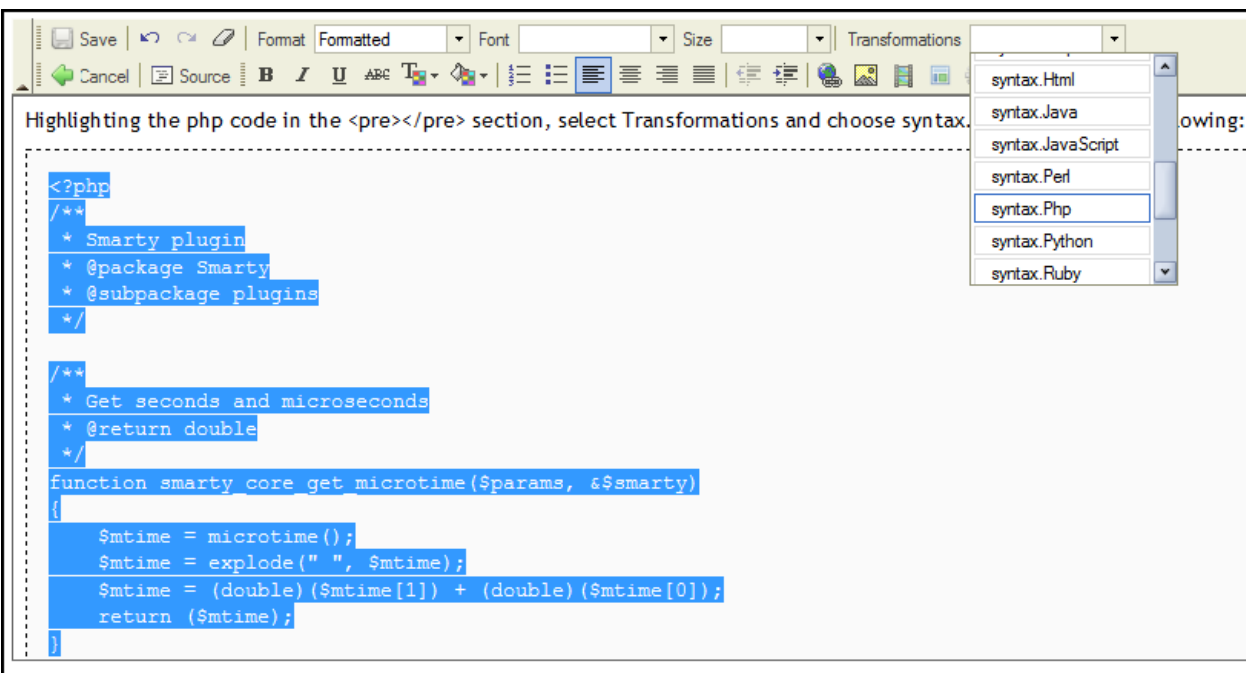 Save Format Formatted Font Size Transformations
Cancel Source B I U ABC T
syntax.Html
syntax.Java
syntax.JavaScript
syntax.Perl
syntax.Php
syntax.Python
syntax.Ruby
Highlighting the php code in the <pre></pre> section, select Transformations and choose syntax. owing:
<?php
/**
 * Smarty plugin
 * @package Smarty
 * @subpackage plugins
 */
/**
 * Get seconds and microseconds
 * @return double
 */
function smarty_core_get_microtime($params, &$smarty)
{
    $mtime = microtime();
    $mtime = explode(" ", $mtime);
    $mtime = (double)($mtime[1]) + (double)($mtime[0]);
    return ($mtime);
}